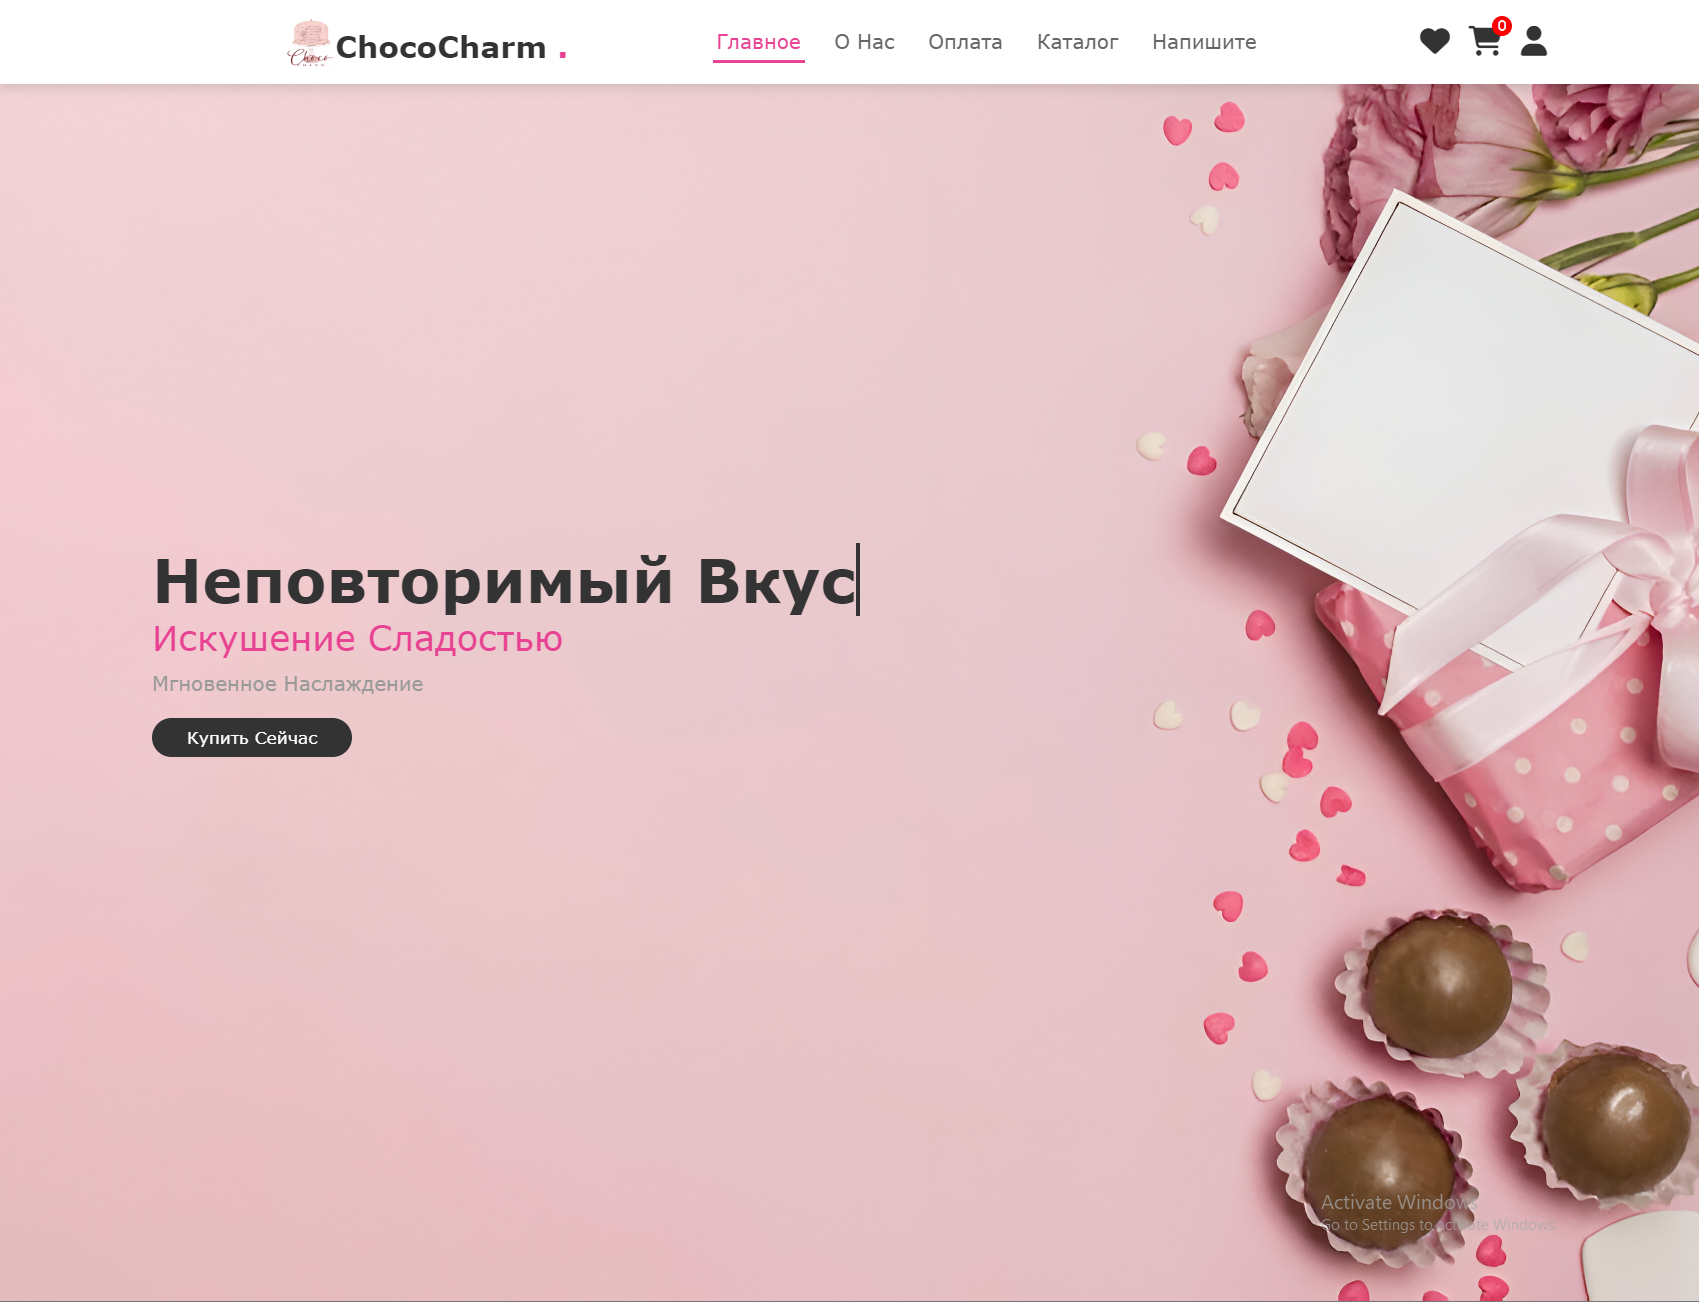 Choco
CHARM
ChocoCharm .
Главное
О Нас
Оплата
Каталог
Напишите
0
Неповторимый Вкус
Искушение Сладостью
Мгновенное Наслаждение
Купить Сейчас
Activate Windows
Go to Settings to activate Windows.